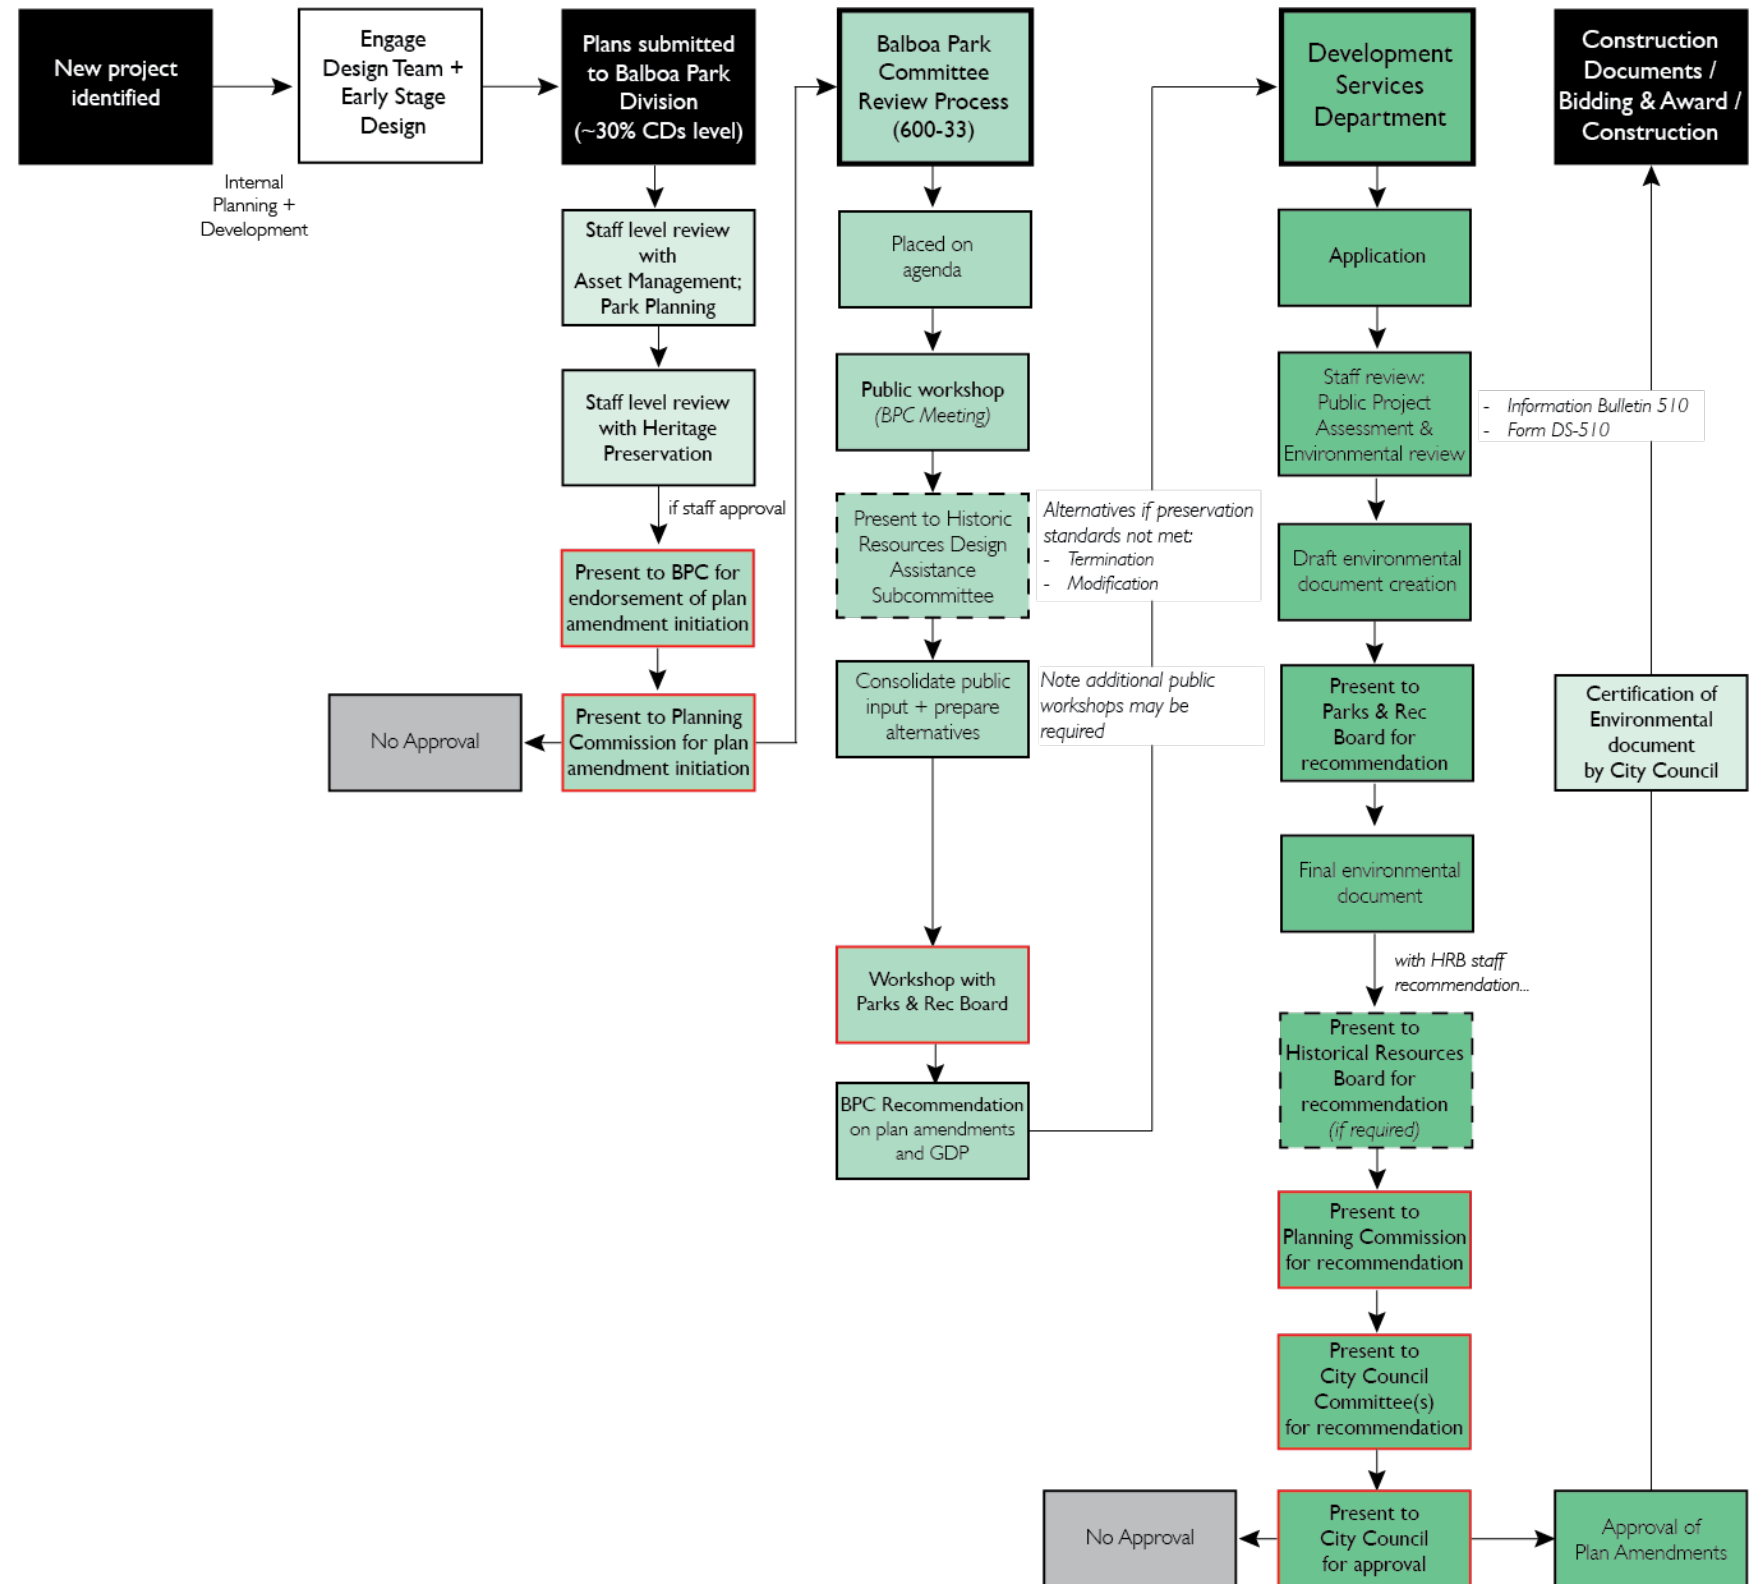 New project
identified
Internal
Planning +
Development
Engage
Design Team +
Early Stage
Design
Plans submitted
to Balboa Park
Division
(~30% CDs level)
Staff level review
with
Asset Management;
Park Planning
Staff level review
with Heritage
Preservation
if staff approval
Present to BPC for
endorsement of plan
amendment initiation
Present to Planning
Commission for plan
amendment initiation
No Approval
Balboa Park
Committee
Review Process
(600-33)
Placed on
agenda
Public workshop
(BPC Meeting)
Present to Historic
Resources Design
Assistance
Subcommittee
Alternatives if preservation
standards not met:
- Termination
- Modification
Consolidate public
input + prepare
alternatives
Note additional public
workshops may be
required
Workshop with
Parks & Rec Board
BPC Recommendation
on plan amendments
and GDP
Development
Services
Department
Application
Staff review:
Public Project
Assessment &
Environmental review
- Information Bulletin 510
- Form DS-510
Draft environmental
document creation
Present to
Parks & Rec
Board for
recommendation
Final environmental
document
with HRB staff
recommendation...
Present to
Historical Resources
Board for
recommendation
(if required)
Present to
Planning Commission
for recommendation
Present to
City Council
Committee(s)
for recommendation
Present to
City Council
for approval
No Approval
Approval of
Plan Amendments
Certification of
Environmental
document
by City Council
Construction
Documents /
Bidding & Award /
Construction